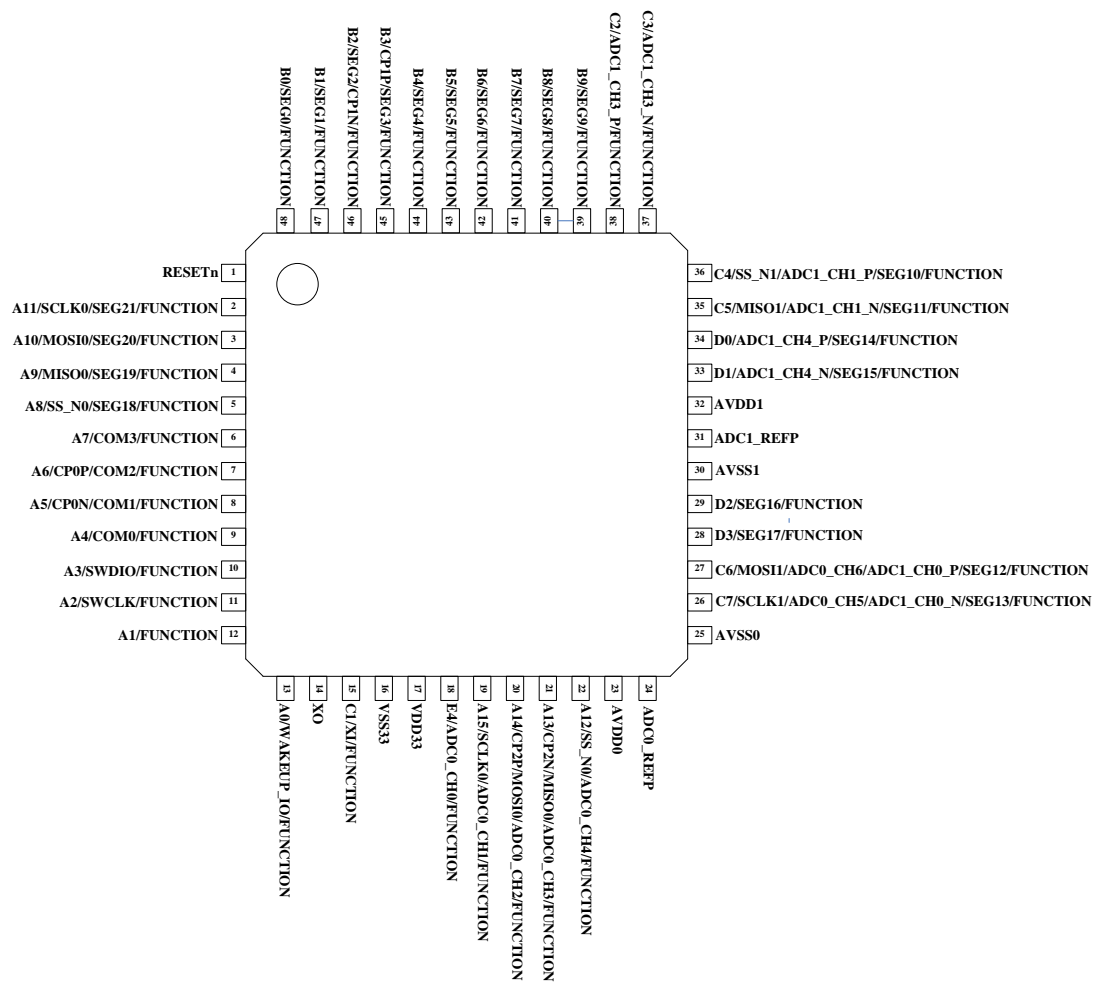 B0/SEG0/FUNCTION
B1/SEG1/FUNCTION
B2/SEG2/CP1N/FUNCTION
B3/CP1P/SEG3/FUNCTION
B4/SEG4/FUNCTION
B5/SEG5/FUNCTION
B6/SEG6/FUNCTION
B7/SEG7/FUNCTION
B8/SEG8/FUNCTION
B9/SEG9/FUNCTION
C2/ADC1_CH3_P/FUNCTION
C3/ADC1_CH3_N/FUNCTION
48
47
46
45
44
43
42
41
40
39
38
37
RESETn 1
A11/SCLK0/SEG21/FUNCTION 2
A10/MOSI0/SEG20/FUNCTION 3
A9/MISO0/SEG19/FUNCTION 4
A8/SS_N0/SEG18/FUNCTION 5
A7/COM3/FUNCTION 6
A6/CP0P/COM2/FUNCTION 7
A5/CP0N/COM1/FUNCTION 8
A4/COM0/FUNCTION 9
A3/SWDIO/FUNCTION 10
A2/SWCLK/FUNCTION 11
A1/FUNCTION 12
36 C4/SS_N1/ADC1_CH1_P/SEG10/FUNCTION
35 C5/MISO1/ADC1_CH1_N/SEG11/FUNCTION
34 D0/ADC1_CH4_P/SEG14/FUNCTION
33 D1/ADC1_CH4_N/SEG15/FUNCTION
32 AVDD1
31 ADC1_REFP
30 AVSS1
29 D2/SEG16/FUNCTION
28 D3/SEG17/FUNCTION
27 C6/MOSI1/ADC0_CH6/ADC1_CH0_P/SEG12/FUNCTION
26 C7/SCLK1/ADC0_CH5/ADC1_CH0_N/SEG13/FUNCTION
25 AVSS0
13
14
15
16
17
18
19
20
21
22
23
24
A0/WAKEUP_IO/FUNCTION
XO
C1/XI/FUNCTION
VSS33
VDD33
E4/ADC0_CH0/FUNCTION
A15/SCLK0/ADC0_CH1/FUNCTION
A14/CP2P/MOSI0/ADC0_CH2/FUNCTION
A13/CP2N/MISO0/ADC0_CH3/FUNCTION
A12/SS_N0/ADC0_CH4/FUNCTION
AVDD0
ADC0_REFP